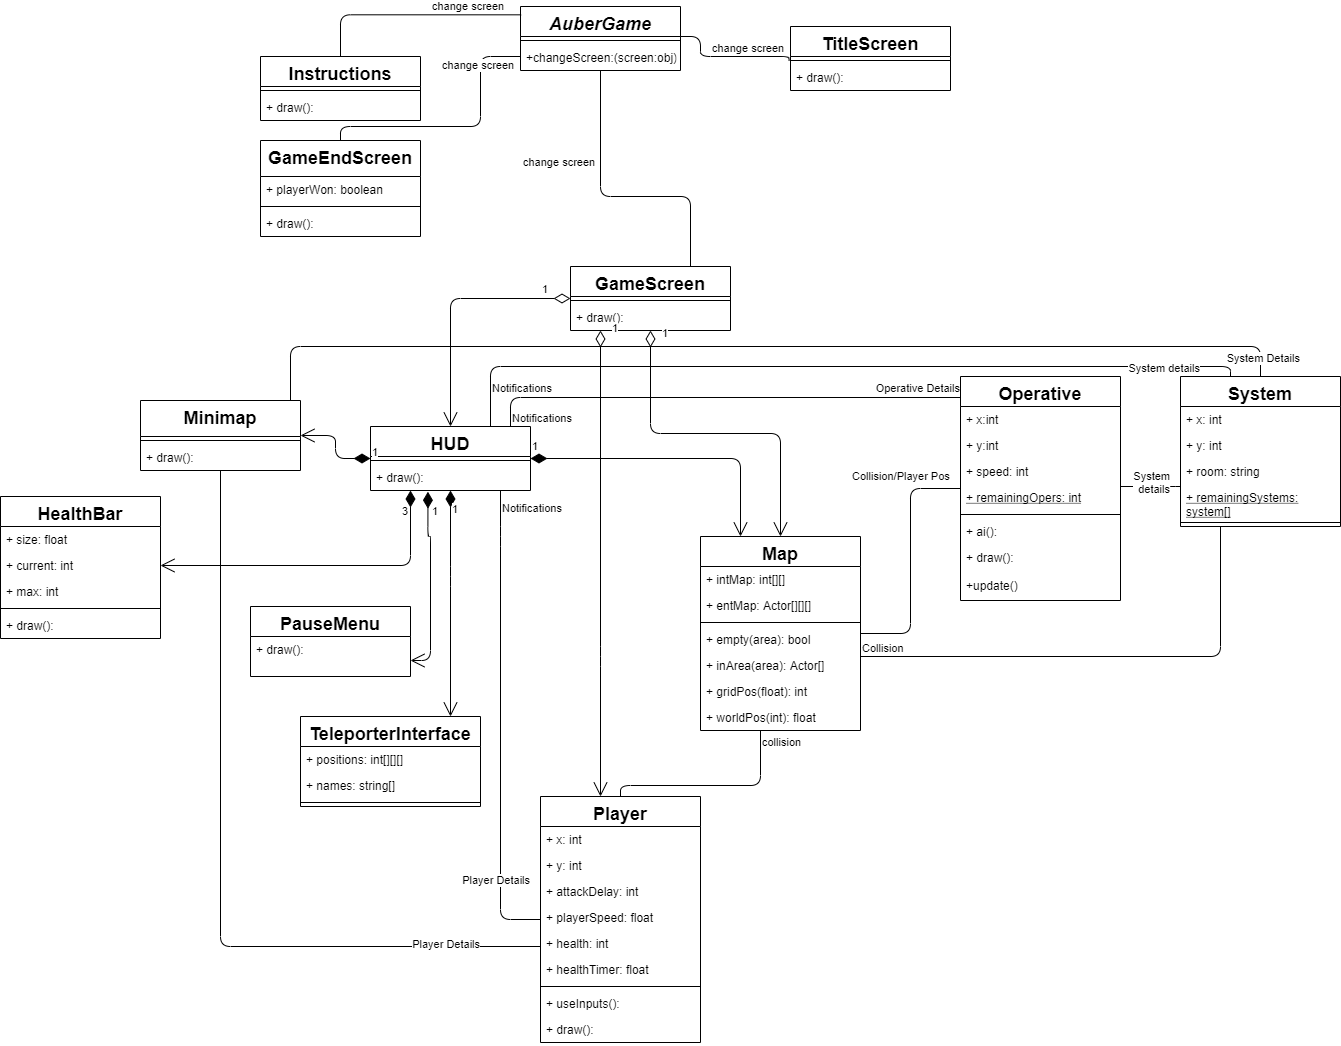 change screen
AuberGame
+changeScreen:(screen:obj)
change screen
TitleScreen
+ draw():
Instructions
+ draw():
change screen
GameEndScreen
+ playerWon: boolean
+ draw():
change screen
GameScreen
+ draw():
1
1
1
System Details
System details
Notifications
Operative Details
Notifications
Minimap
+ draw():
HUD
+ draw():
1
1
3
1
1
Notifications
Operative
+ x:int
+ y:int
+ speed: int
+ remainingOpers: int
+ ai():
+ draw():
+update()
System
details
System
+ x: int
+ y: int
+ room: string
+ remainingSystems:
system[]
Collision/Player Pos
HealthBar
+ size: float
+ current: int
+ max: int
+ draw():
Map
+ intMap: int[][]
+ entMap: Actor[][][]
+ empty(area): bool
+ inArea(area): Actor[]
+ gridPos(float): int
+ worldPos(int): float
Collision
collision
PauseMenu
+ draw():
TeleporterInterface
+ positions: int[][][]
+ names: string[]
Player
+ x: int
+ y: int
+ attackDelay: int
+ playerSpeed: float
+ health: int
+ healthTimer: float
+ useInputs():
+ draw():
Player Details
Player Details